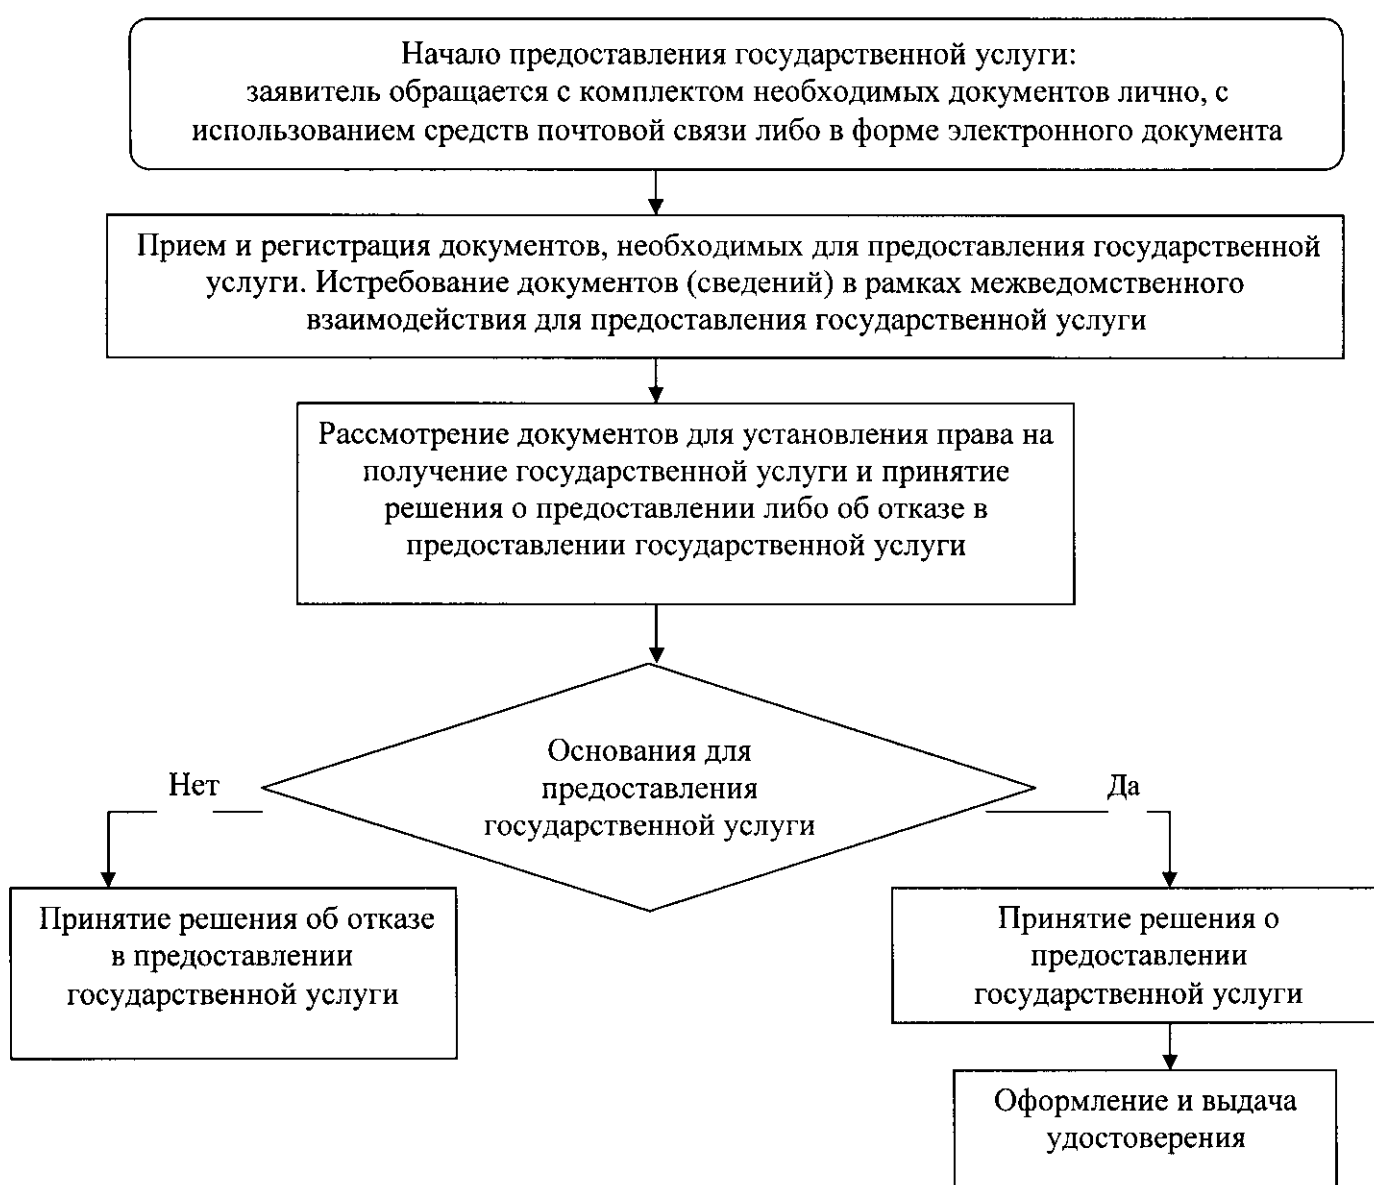 Начало предоставления государственной услуги:
заявитель обращается с комплектом необходимых документов лично, с
использованием средств почтовой связи либо в форме электронного документа
Прием и регистрация документов, необходимых для предоставления государственной
услуги. Истребование документов (сведений) в рамках межведомственного
взаимодействия для предоставления государственной услуги
Рассмотрение документов для установления права на
получение государственной услуги и принятие
решения о предоставлении либо об отказе в
предоставлении государственной услуги
Основания для
предоставления
государственной услуги
Нет
Да
Принятие решения об отказе
в предоставлении
государственной услуги
Принятие решения о
предоставлении
государственной услуги
Оформление и выдача
удостоверения